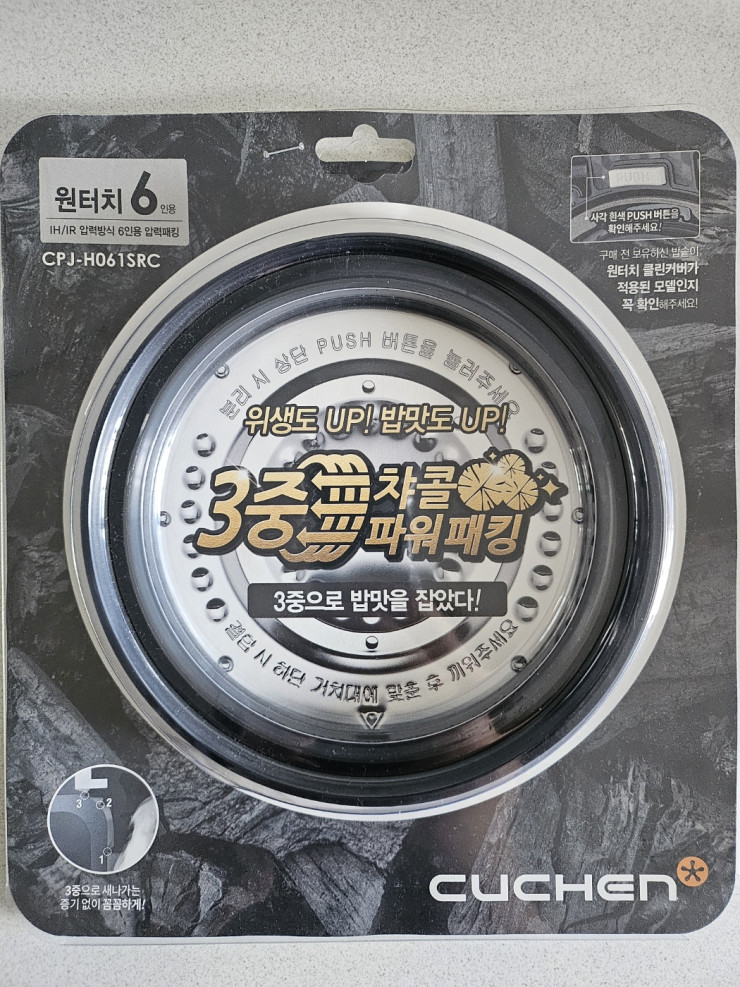 원터치 6인용
IH/IR 압력방식 6인용 압력패킹
CPJ-H061SRC
PUSH
사각 흰색 PUSH 버튼을
확인해주세요!
구매 전 보유하신 밥솥이
원터치 클린커버가
적용된 모델인지
꼭 확인해주세요!
분리 시 상단 PUSH 버튼을 눌러주세요
위생도 UP! 밥맛도 UP!
3중 챠콜
파워패킹
3중으로 밥맛을 잡았다!
결합 시 하단 거치대에 맞춘 후 끼워주세요
3 2
1
3중으로 새나가는
증기 없이 꼼꼼하게!
CUCHEN